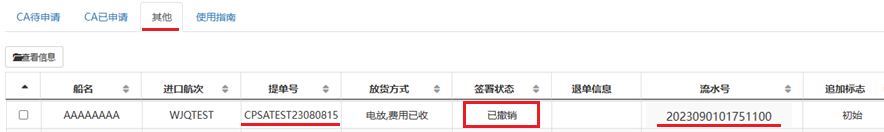 CA待申请 CA已申请 其他 使用指南
查看信息
船名 进口航次 提单号 放货方式 签署状态 退单信息 流水号 追加标志
AAAAAAAA WJQTEST CPSATEST23080815 电放,费用已收 已撤销 2023090101751100 初始